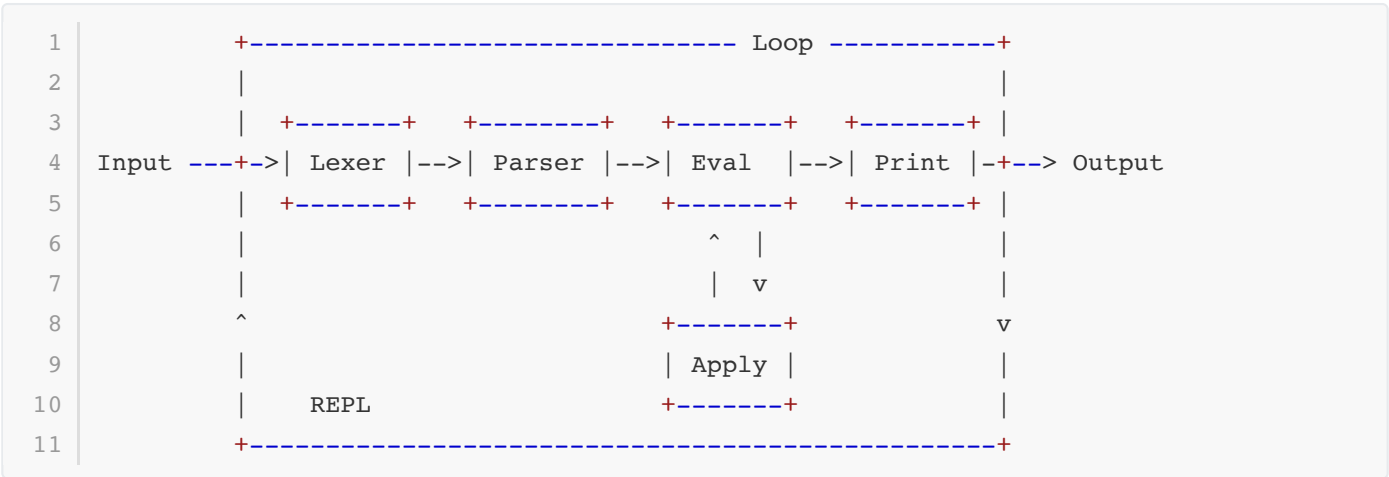 1 +-------------------------------- Loop -----------+
2 | |
3 | +-------+ +--------+ +-------+ +-------+ |
4 Input ---+->| Lexer |-->| Parser |-->| Eval |-->| Print |-+--> Output
5 | +-------+ +--------+ +-------+ +-------+ |
6 | ^ | |
7 | | v |
8 ^ +-------+ v
9 | | Apply | |
10 | REPL +-------+ |
11 +-------------------------------------------------+